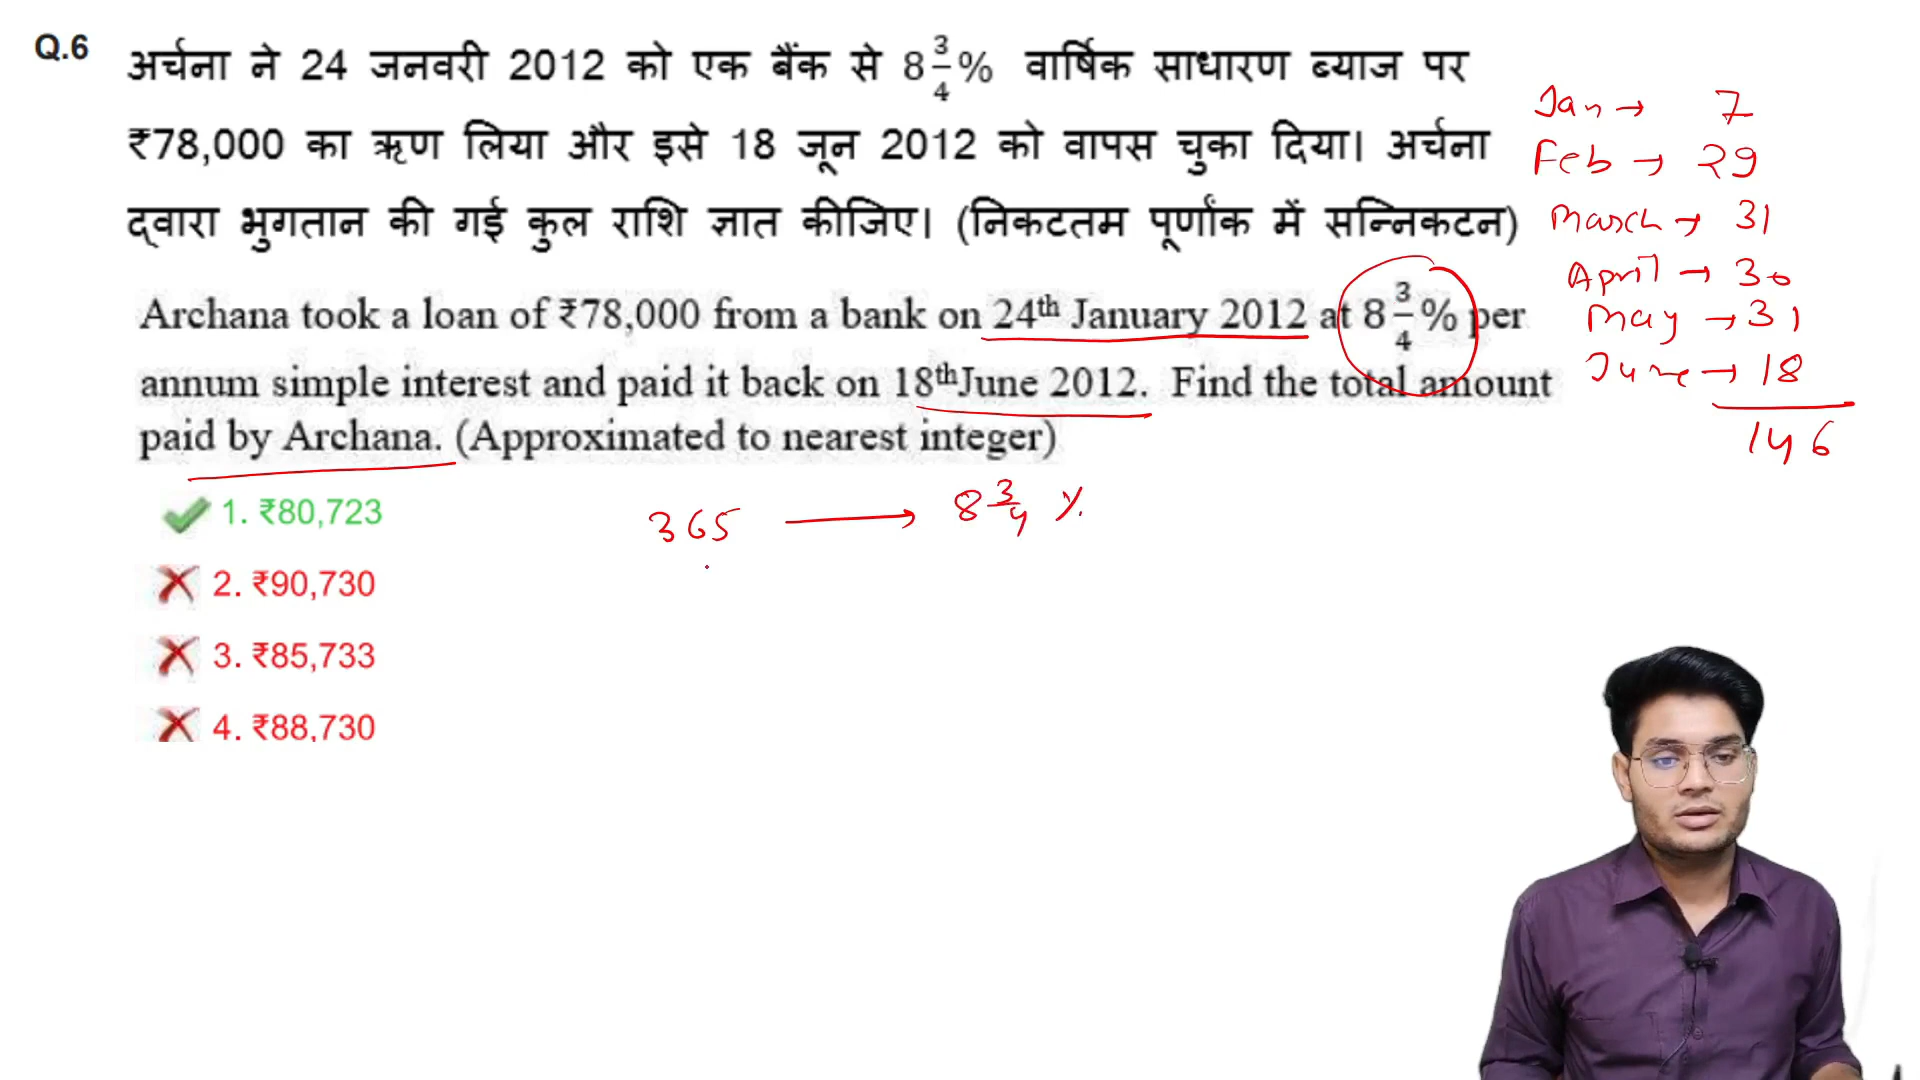 Q.6
अर्चना ने 24 जनवरी 2012 को एक बैंक से 8 3/4 % वार्षिक साधारण ब्याज पर
₹78,000 का ऋण लिया और इसे 18 जून 2012 को वापस चुका दिया। अर्चना
द्वारा भुगतान की गई कुल राशि ज्ञात कीजिए। (निकटतम पूर्णांक में सन्निकटन)
Archana took a loan of ₹78,000 from a bank on 24th January 2012 at 8 3/4 % per
annum simple interest and paid it back on 18thJune 2012. Find the total amount
paid by Archana. (Approximated to nearest integer)
1. ₹80,723
2. ₹90,730
3. ₹85,733
4. ₹88,730
365 → 8 3/4 %
Jan → 7
Feb → 29
March → 31
April → 30
May → 31
June → 18
146